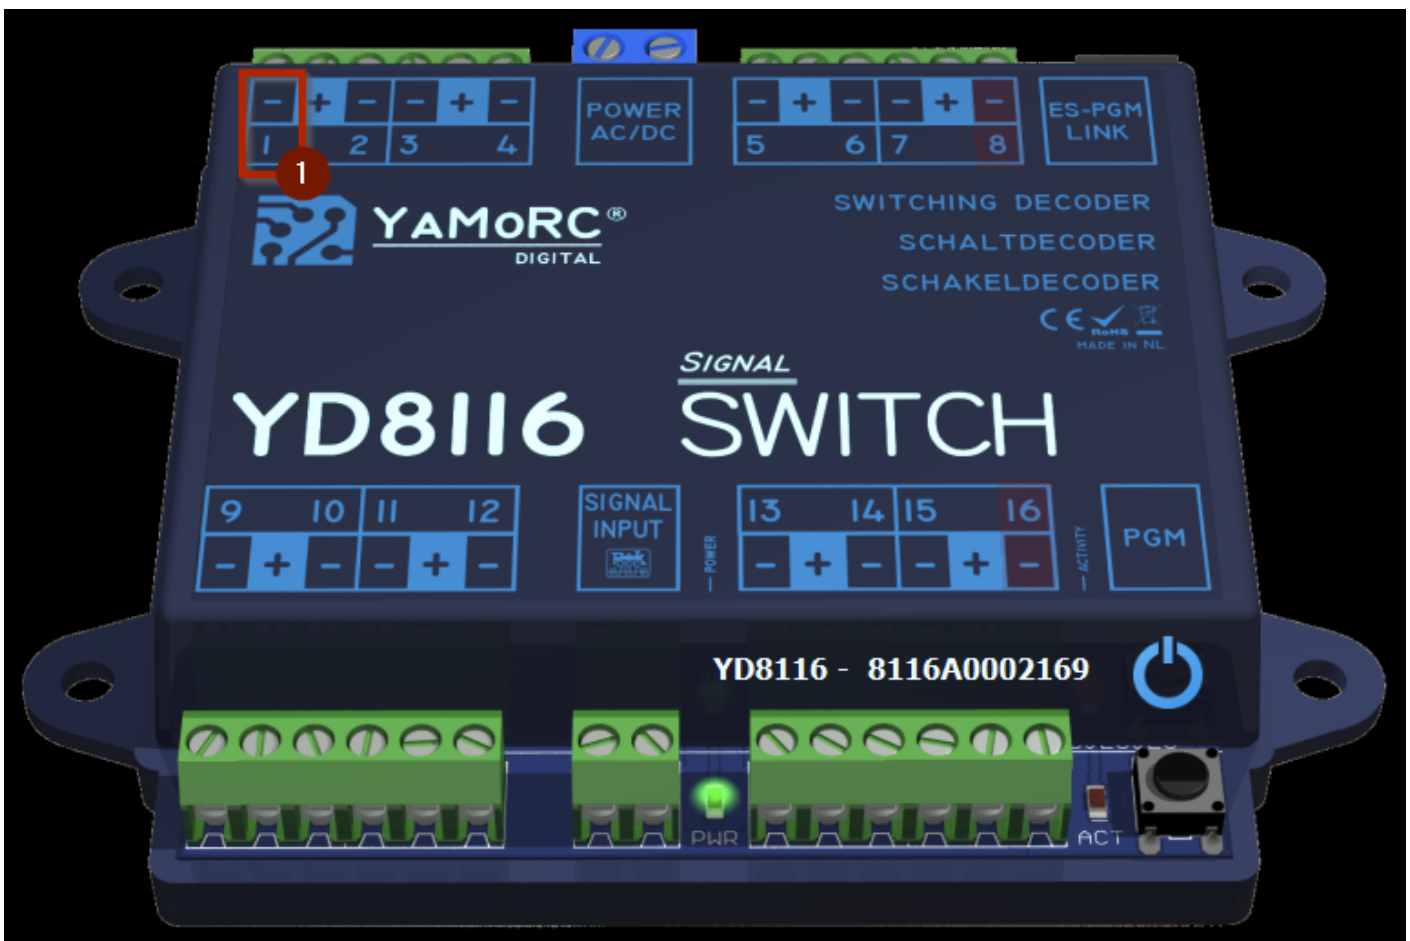 - + - - + -
1 2 3 4
1
POWER
AC/DC
- + - - + -
5 6 7 8
ES-PGM
LINK
YAMoRC®
DIGITAL
SWITCHING DECODER
SCHALTDECODER
SCHAKELDECODER
CE RoHS
MADE IN NL
YD8116
SIGNAL
SWITCH
9 10 11 12
- + - - + -
SIGNAL
INPUT
POWER
13 14 15 16
- + - - + -
ACTIVITY
PGM
YD8116 - 8116A0002169
PWR
ACT